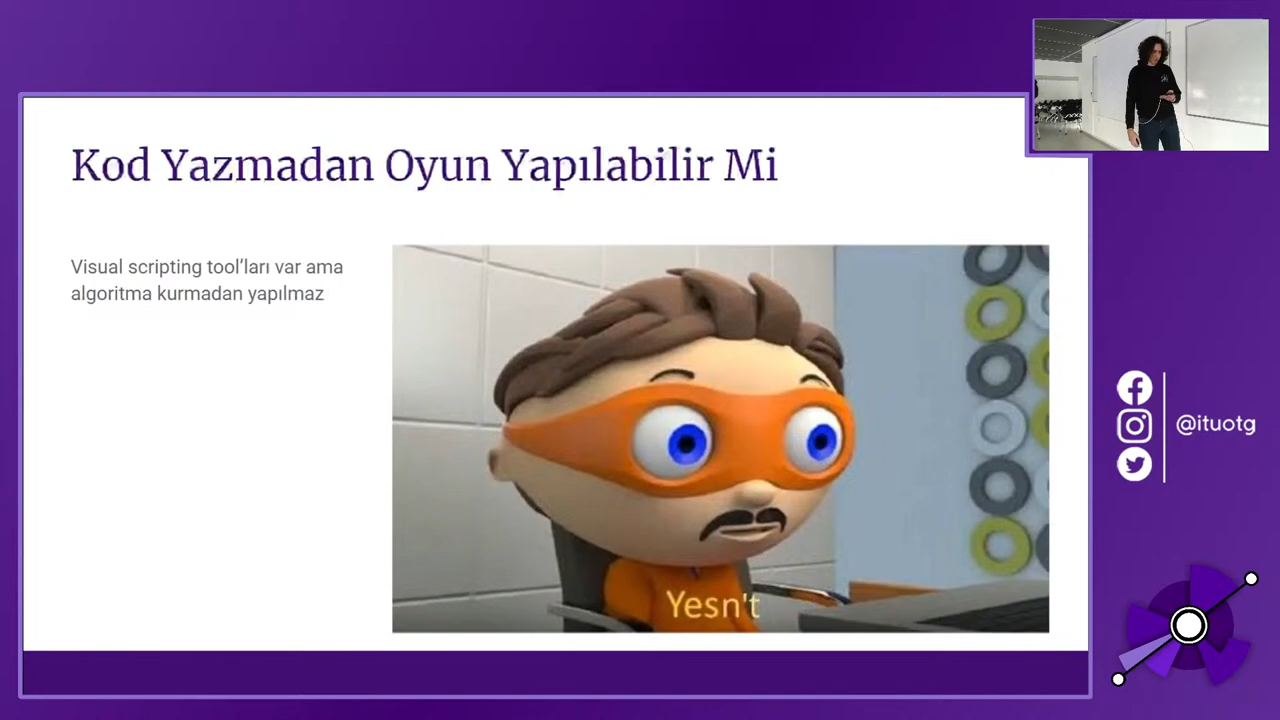 Kod Yazmadan Oyun Yapılabilir Mi
Visual scripting tool’ları var ama
algoritma kurmadan yapılmaz
Yesn't
@ituotg